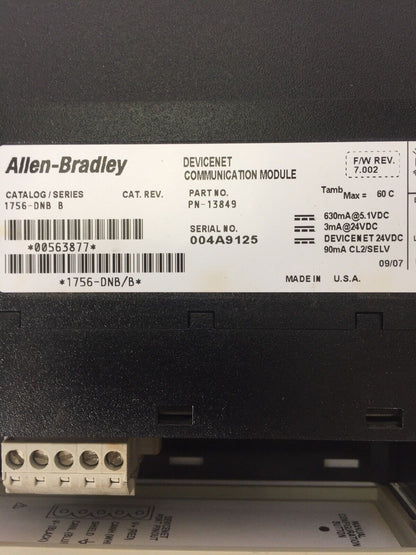 Allen-Bradley
DEVICENET
COMMUNICATION MODULE
F/W REV.
7.002
CATALOG / SERIES
1756-DNB B
CAT. REV.
PART NO.
PN-13849
Tamb Max = 60 C
*00563877*
SERIAL NO.
004A9125
630mA@5.1VDC
3mA@24VDC
DEVICENET 24VDC
90mA CL2/SELV
*1756-DNB/B*
MADE IN U.S.A.
09/07